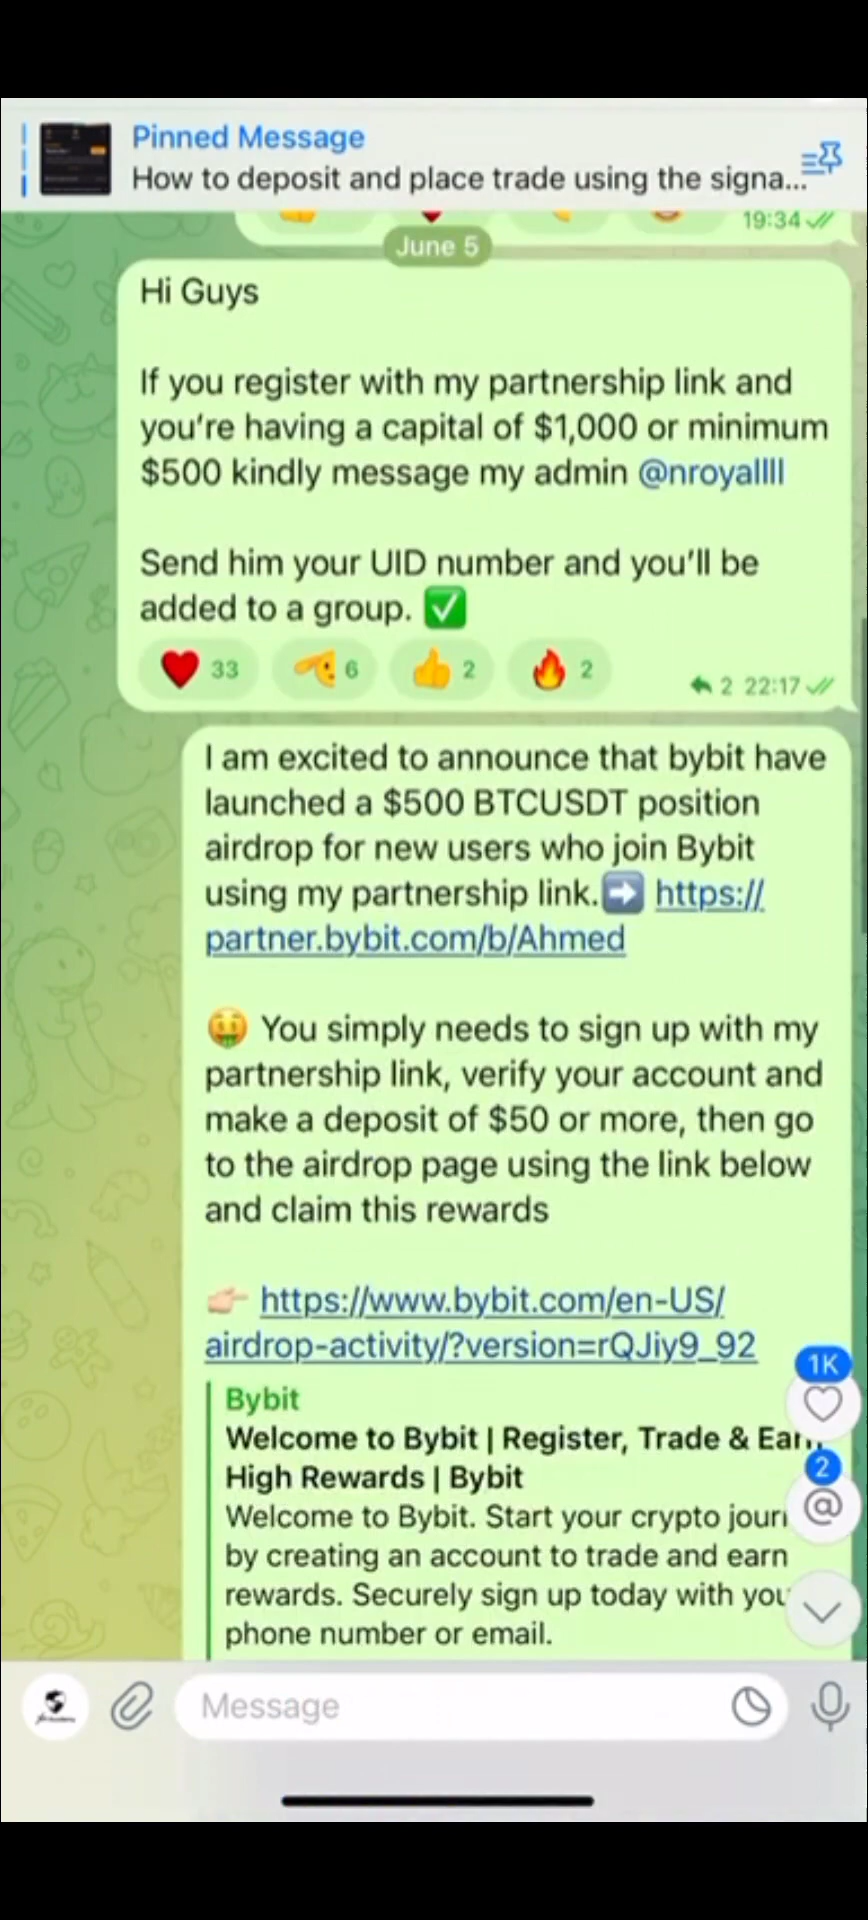 Pinned Message
How to deposit and place trade using the signa...
19:34
June 5
Hi Guys
If you register with my partnership link and
you're having a capital of $1,000 or minimum
$500 kindly message my admin @nroyallll
Send him your UID number and you'll be
added to a group. ✅
33 6 2 2
2 22:17
I am excited to announce that bybit have
launched a $500 BTCUSDT position
airdrop for new users who join Bybit
using my partnership link.➡️ https://
partner.bybit.com/b/Ahmed
🤑 You simply needs to sign up with my
partnership link, verify your account and
make a deposit of $50 or more, then go
to the airdrop page using the link below
and claim this rewards
👉🏻 https://www.bybit.com/en-US/
airdrop-activity/?version=rQJiy9_92
1K
Bybit
Welcome to Bybit | Register, Trade & Earn
High Rewards | Bybit
2
Welcome to Bybit. Start your crypto jour
by creating an account to trade and earn
rewards. Securely sign up today with you
phone number or email.
Message